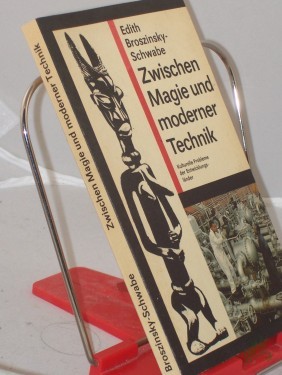 Edith
Broszinsky-
Schwabe
Zwischen
Magie und
moderner
Technik
Kulturelle Probleme
der Entwicklungs-
länder
Zwischen Magie und moderner Technik
Broszinsky-Schwabe